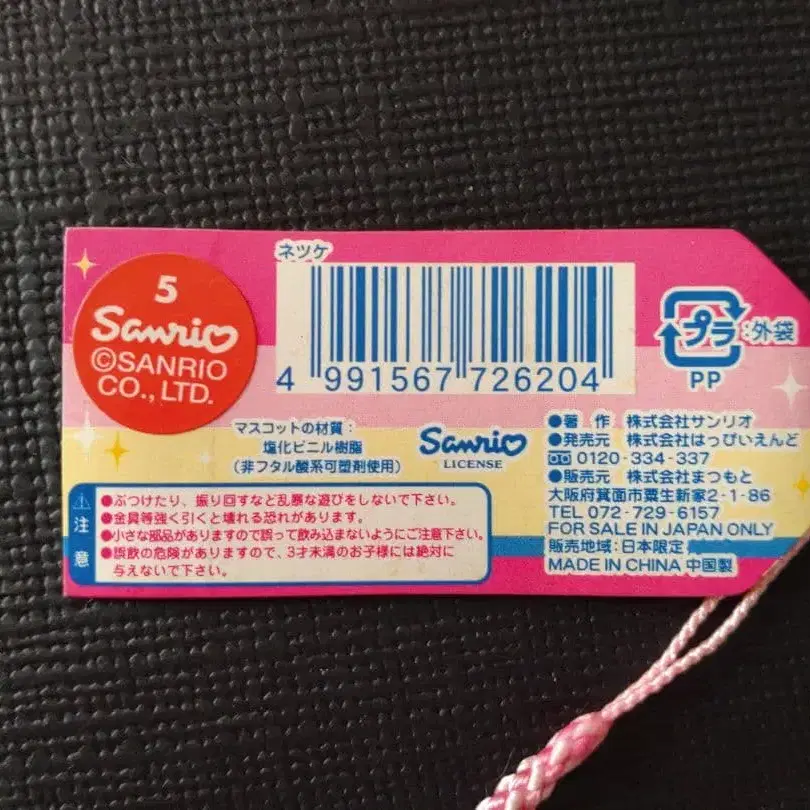 5
Sanrio
©SANRIO
CO., LTD.
ネツケ
4 991567 726204
プラ :外袋
PP
マスコットの材質:
塩化ビニル樹脂
(非フタル酸系可塑剤使用)
Sanrio
LICENSE
●著 作 株式会社サンリオ
●発売元 株式会社はっぴいえんど
0120-334-337
●販売元 株式会社まつもと
大阪府箕面市粟生新家2-1-86
TEL 072-729-6157
FOR SALE IN JAPAN ONLY
販売地域:日本限定
MADE IN CHINA 中国製
注意
●ぶつけたり、振り回すなど乱暴な遊びをしないで下さい。
●金具等強く引くと壊れる恐れがあります。
●小さな部品がありますので誤って飲み込まないようにご注意下さい。
●誤飲の危険がありますので、3才未満のお子様には絶対に
与えないで下さい。